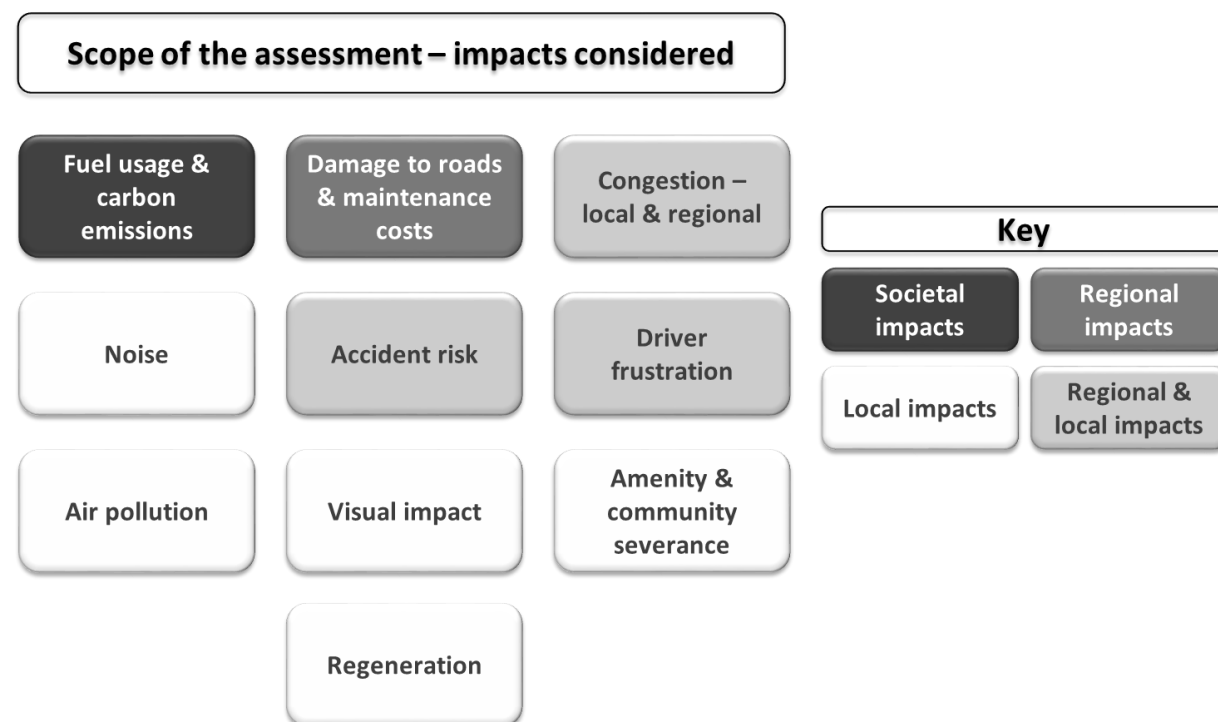 Scope of the assessment – impacts considered
Fuel usage &
carbon
emissions
Damage to roads
& maintenance
costs
Congestion –
local & regional
Noise
Accident risk
Driver
frustration
Air pollution
Visual impact
Amenity &
community
severance
Regeneration
Key
Societal
impacts
Regional
impacts
Local impacts
Regional &
local impacts